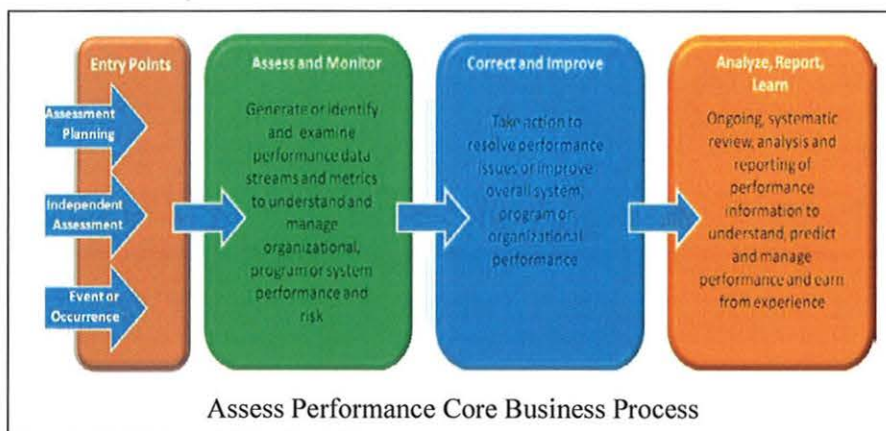 Entry Points
Assessment
Planning
Independent
Assessment
Event or
Occurrence
Assess and Monitor
Generate or identify
and examine
performance data
streams and metrics
to understand and
manage
organizational,
program or system
performance and
risk
Correct and Improve
Take action to
resolve performance
issues or improve
overall system,
program or
organizational
performance
Analyze, Report,
Learn
Ongoing, systematic
review, analysis and
reporting of
performance
information to
understand, predict
and manage
performance and earn
from experience
Assess Performance Core Business Process